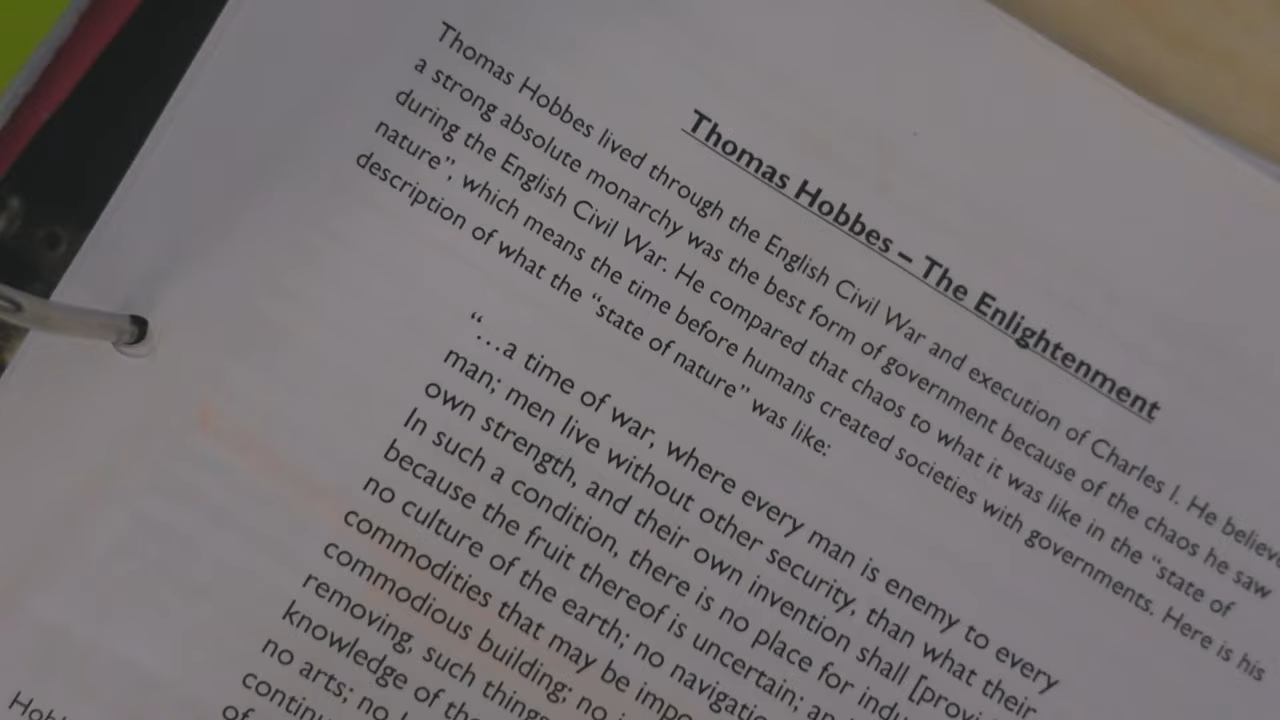 Thomas Hobbes – The Enlightenment
Thomas Hobbes lived through the English Civil War and execution of Charles I. He believ
a strong absolute monarchy was the best form of government because of the chaos he saw
during the English Civil War. He compared that chaos to what it was like in the “state of
nature”, which means the time before humans created societies with governments. Here is his
description of what the “state of nature” was like:
“…a time of war, where every man is enemy to every
man; men live without other security, than what their
own strength, and their own invention shall [provi
In such a condition, there is no place for indu
because the fruit thereof is uncertain; an
no culture of the earth; no navigatio
commodities that may be impo
commodious building; no i
removing, such things
knowledge of the
no arts; no l
continu
of
Hobb